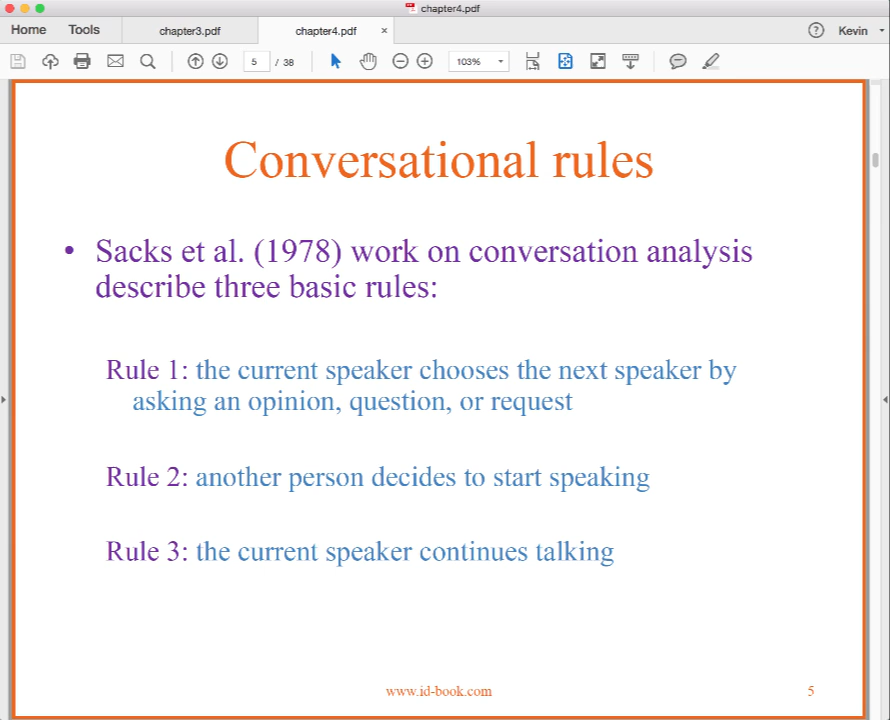 chapter4.pdf
Home Tools chapter3.pdf chapter4.pdf × ? Kevin
5 / 38 103%
Conversational rules
• Sacks et al. (1978) work on conversation analysis
describe three basic rules:
Rule 1: the current speaker chooses the next speaker by
asking an opinion, question, or request
Rule 2: another person decides to start speaking
Rule 3: the current speaker continues talking
www.id-book.com 5